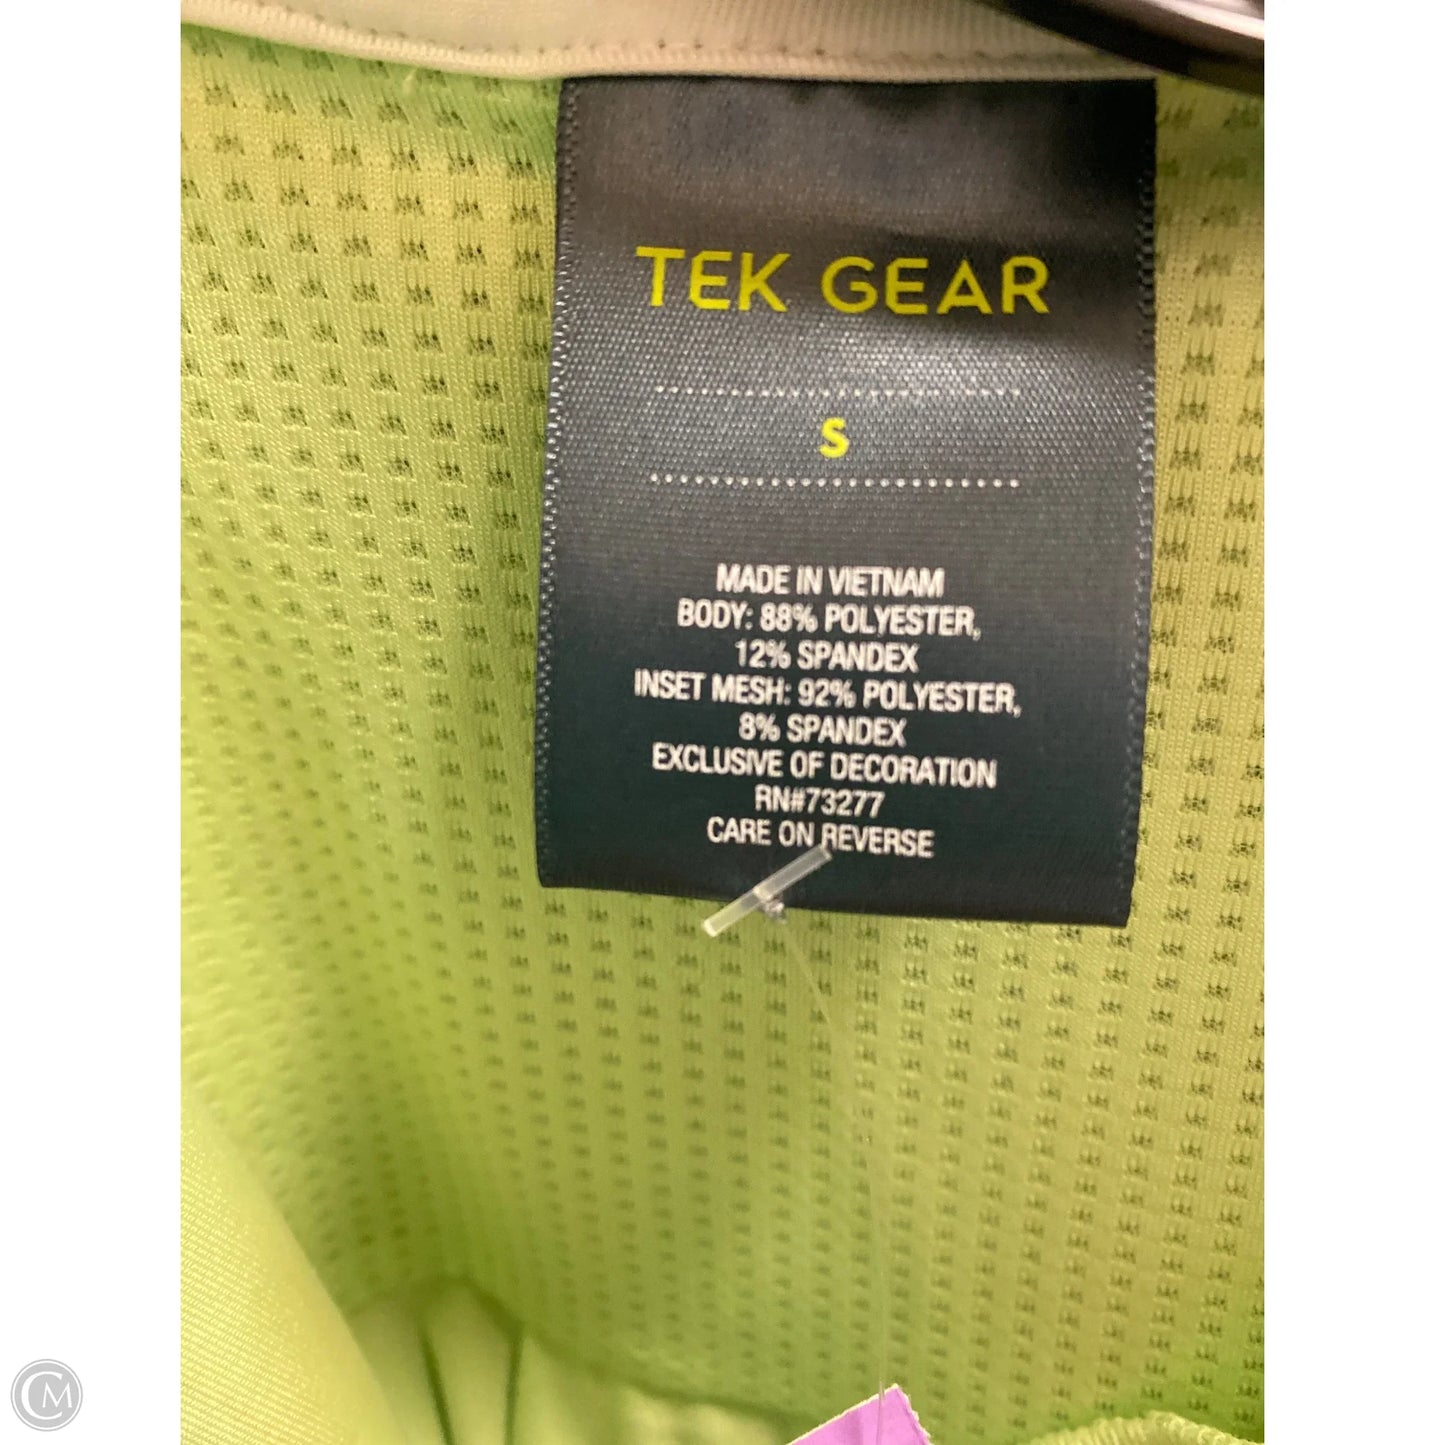 TEK GEAR
S
MADE IN VIETNAM
BODY: 88% POLYESTER,
12% SPANDEX
INSET MESH: 92% POLYESTER,
8% SPANDEX
EXCLUSIVE OF DECORATION
RN#73277
CARE ON REVERSE
CM